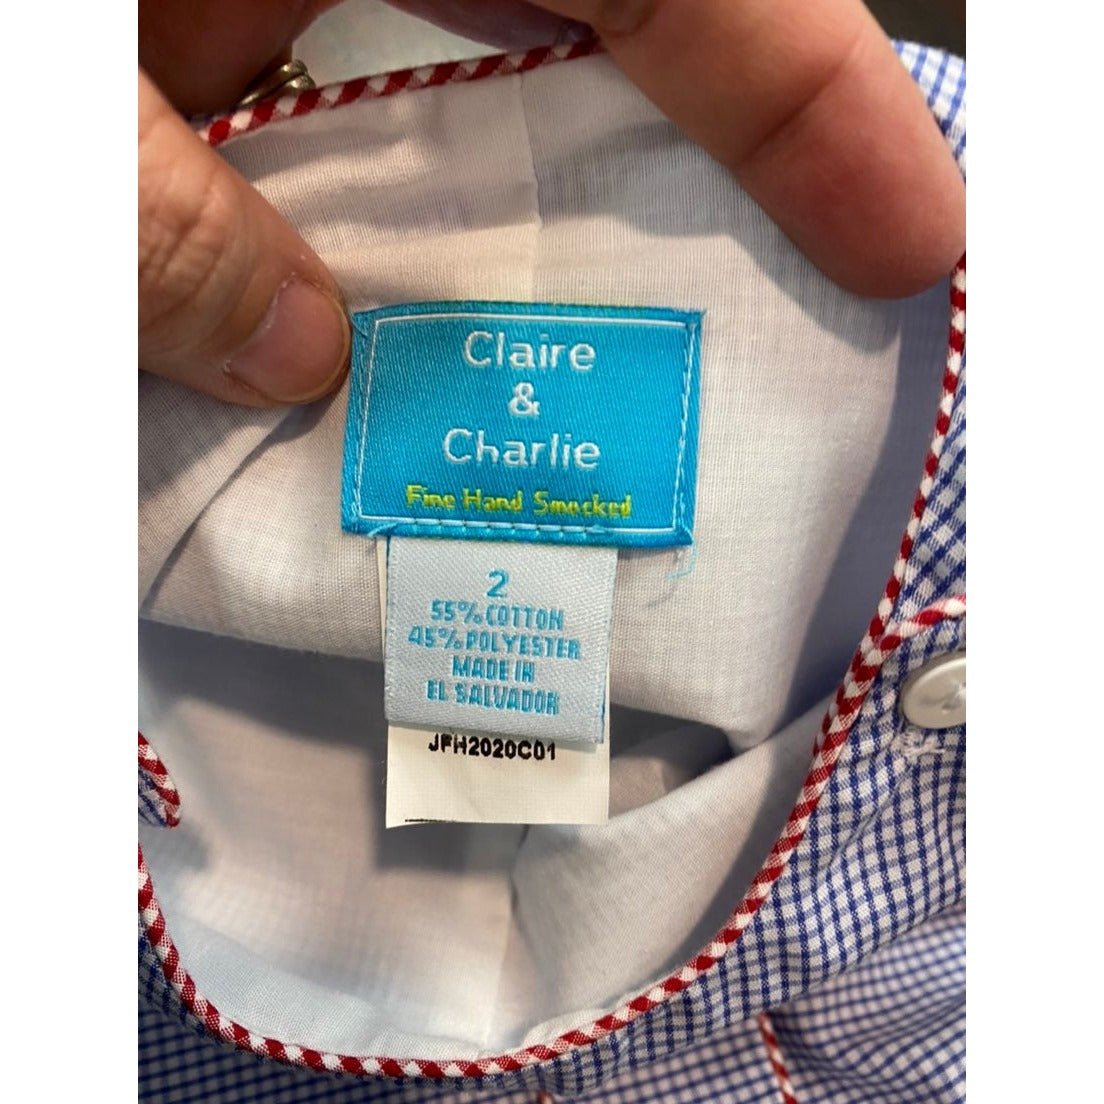 Claire
&
Charlie
Fine Hand Smocked
2
55% COTTON
45% POLYESTER
MADE IN
EL SALVADOR
JFH2020C01